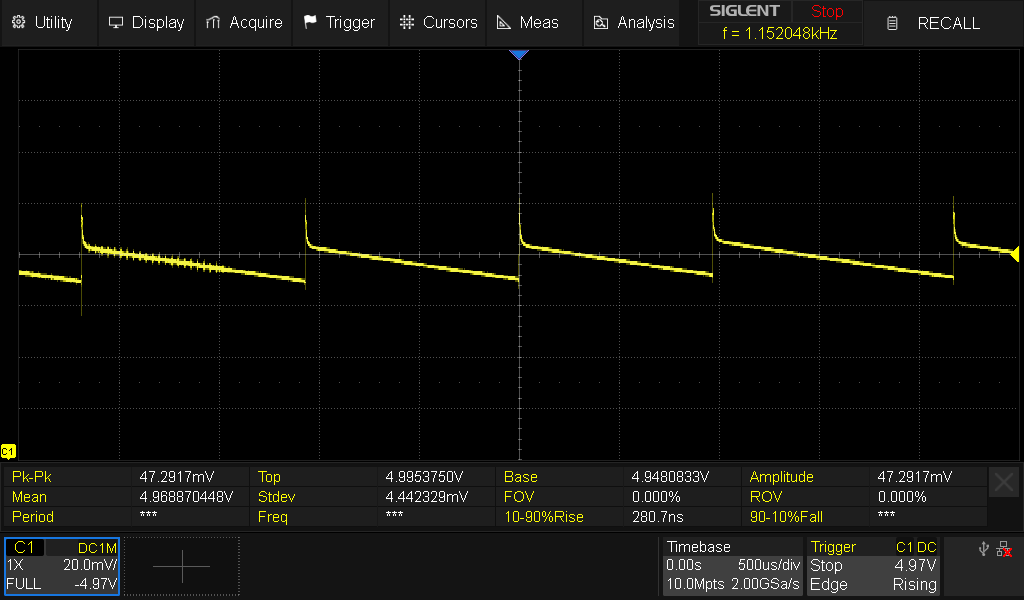 Utility Display Acquire Trigger Cursors Meas Analysis SIGLENT Stop RECALL
f = 1.152048kHz
C1
Pk-Pk 47.2917mV Top 4.9953750V Base 4.9480833V Amplitude 47.2917mV
Mean 4.968870448V Stdev 4.442329mV FOV 0.000% ROV 0.000%
Period *** Freq *** 10-90%Rise 280.7ns 90-10%Fall ***
C1 DC1M Timebase Trigger C1 DC
1X 20.0mV/ 0.00s 500us/div Stop 4.97V
FULL -4.97V 10.0Mpts 2.00GSa/s Edge Rising